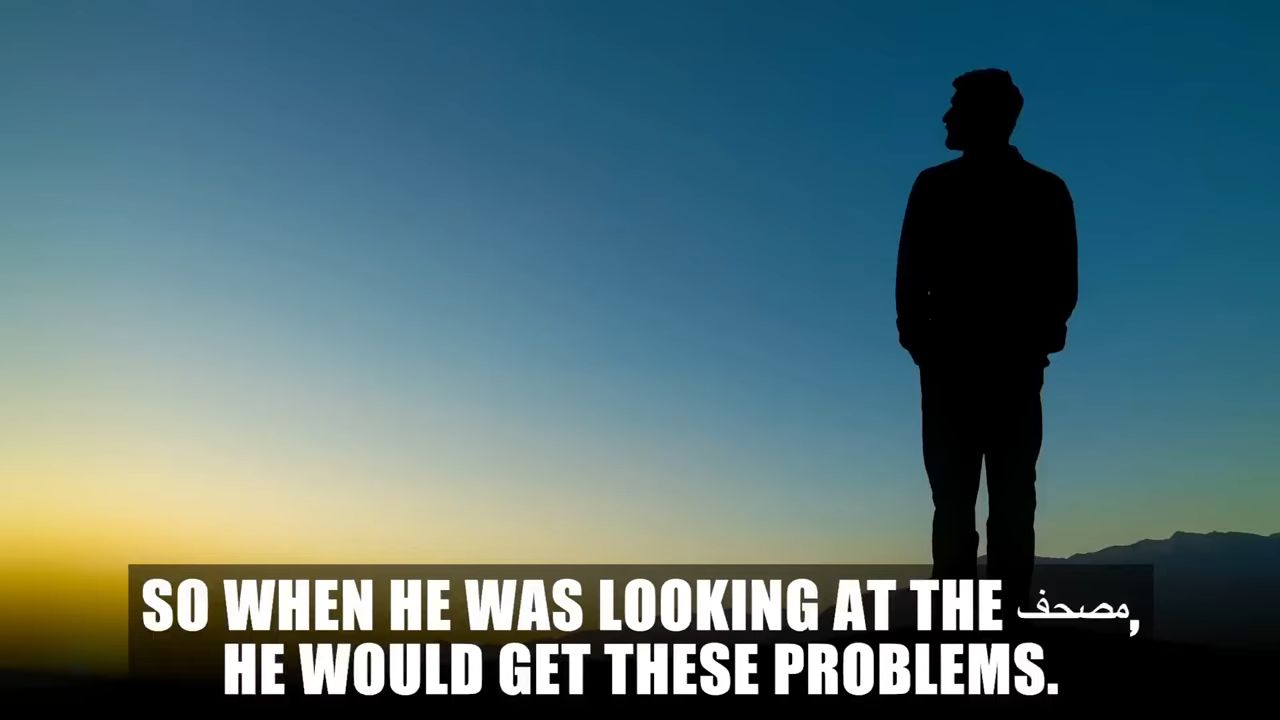 SO WHEN HE WAS LOOKING AT THE مصحف,
HE WOULD GET THESE PROBLEMS.